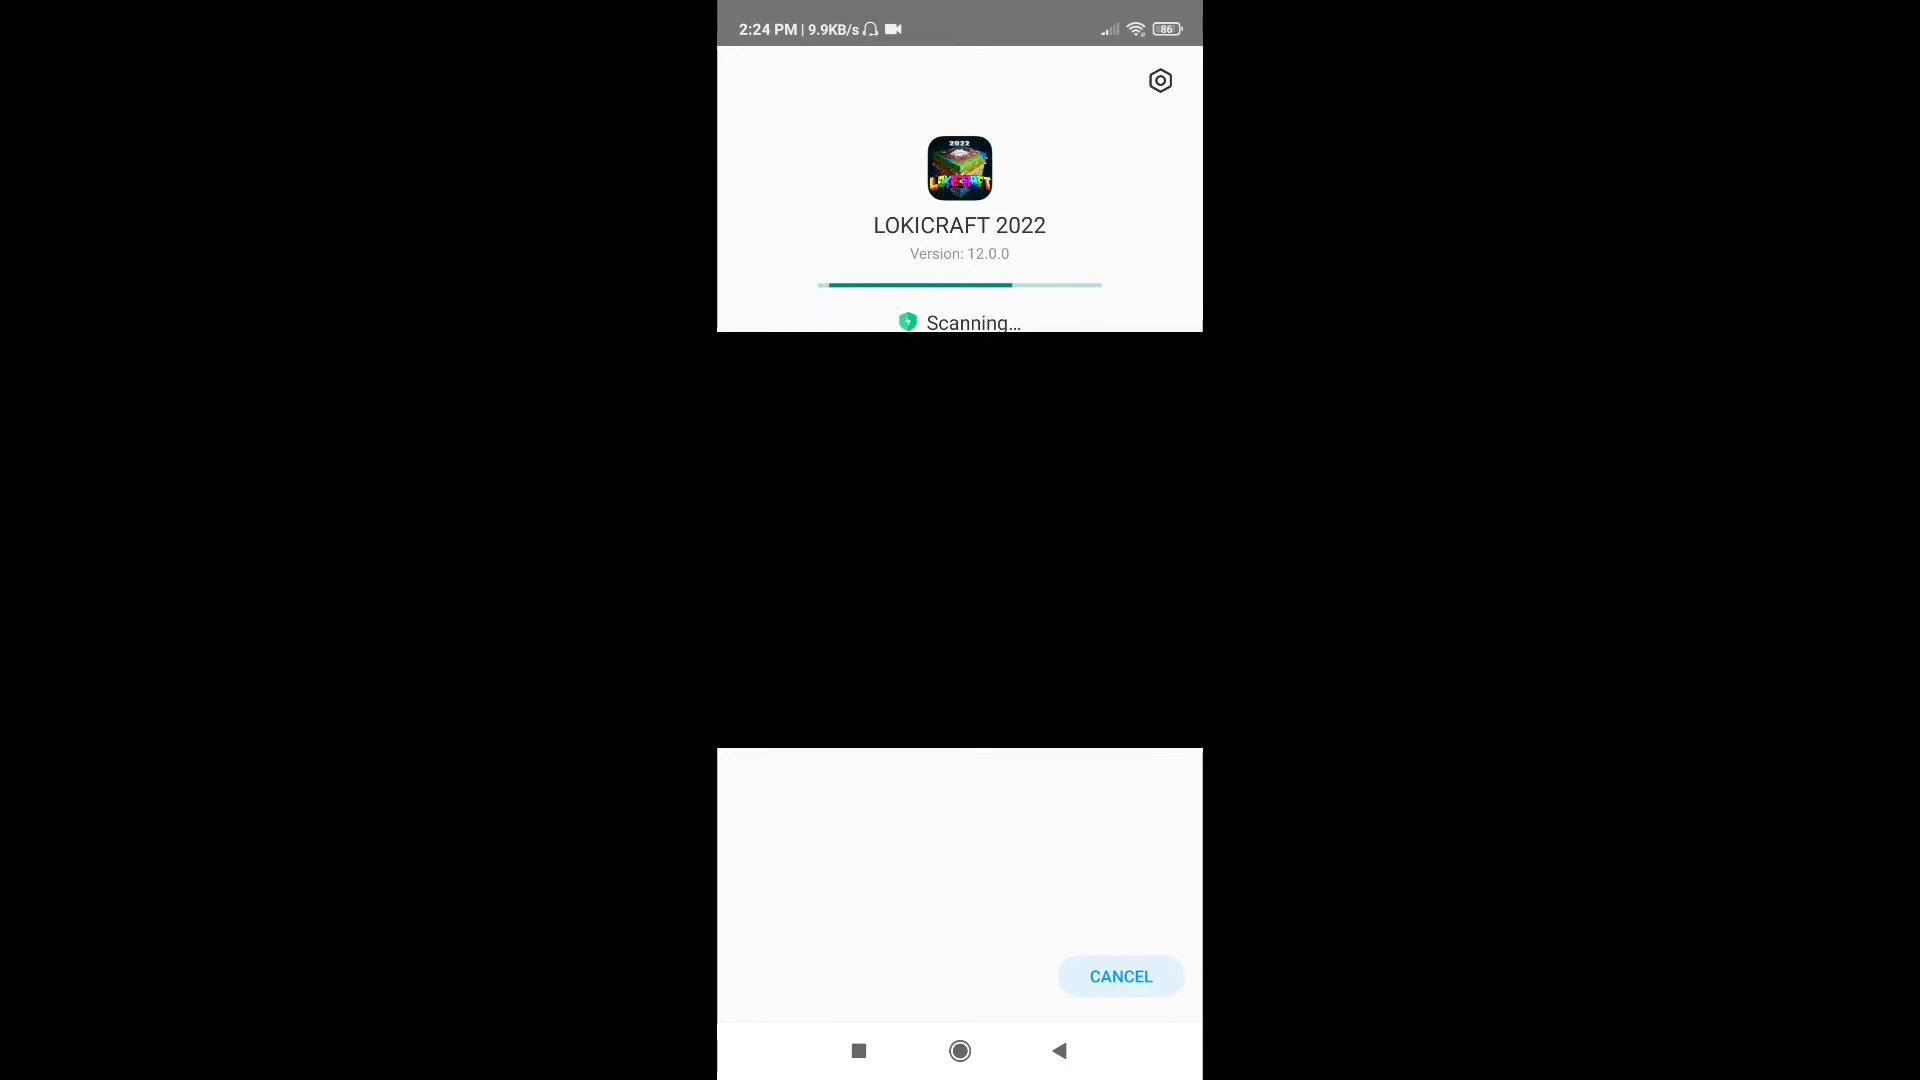 2:24 PM | 9.9KB/s
86
2022
LOKICRAFT
LOKICRAFT 2022
Version: 12.0.0
Scanning...
CANCEL